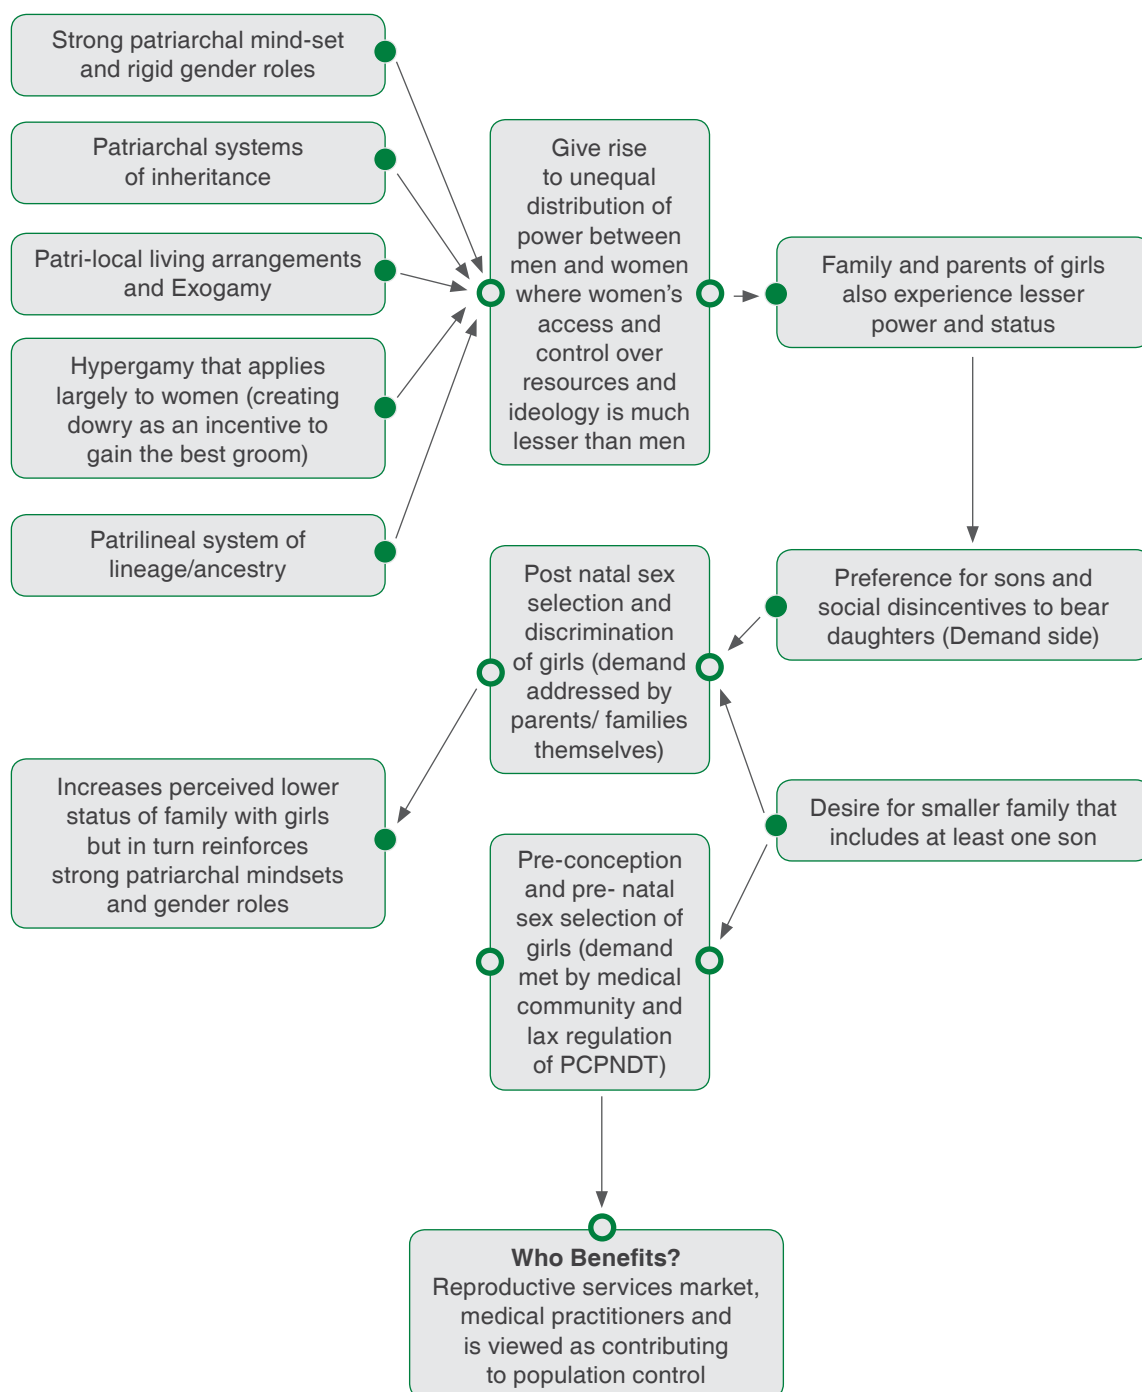 Strong patriarchal mind-set
and rigid gender roles
Patriarchal systems
of inheritance
Patri-local living arrangements
and Exogamy
Hypergamy that applies
largely to women (creating
dowry as an incentive to
gain the best groom)
Patrilineal system of
lineage/ancestry
Give rise
to unequal
distribution of
power between
men and women
where women’s
access and
control over
resources and
ideology is much
lesser than men
Family and parents of girls
also experience lesser
power and status
Preference for sons and
social disincentives to bear
daughters (Demand side)
Post natal sex
selection and
discrimination
of girls (demand
addressed by
parents/ families
themselves)
Increases perceived lower
status of family with girls
but in turn reinforces
strong patriarchal mindsets
and gender roles
Desire for smaller family that
includes at least one son
Pre-conception
and pre- natal
sex selection of
girls (demand
met by medical
community and
lax regulation
of PCPNDT)
Who Benefits?
Reproductive services market,
medical practitioners and
is viewed as contributing
to population control